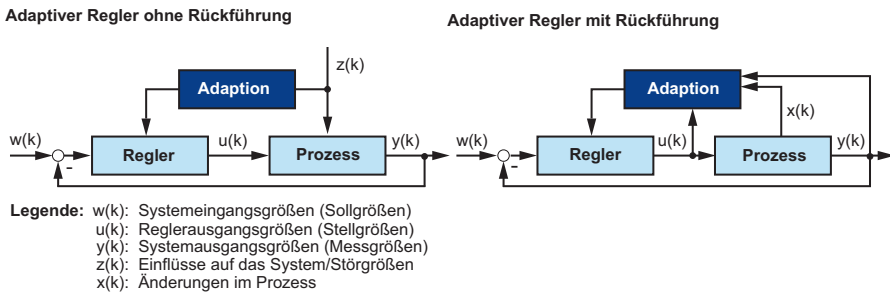 Adaptiver Regler ohne Rückführung
z(k)
Adaption
w(k)
-
Regler
u(k)
Prozess
y(k)
Adaptiver Regler mit Rückführung
Adaption
x(k)
w(k)
-
Regler
u(k)
Prozess
y(k)
Legende: w(k): Systemeingangsgrößen (Sollgrößen)
u(k): Reglerausgangsgrößen (Stellgrößen)
y(k): Systemausgangsgrößen (Messgrößen)
z(k): Einflüsse auf das System/Störgrößen
x(k): Änderungen im Prozess